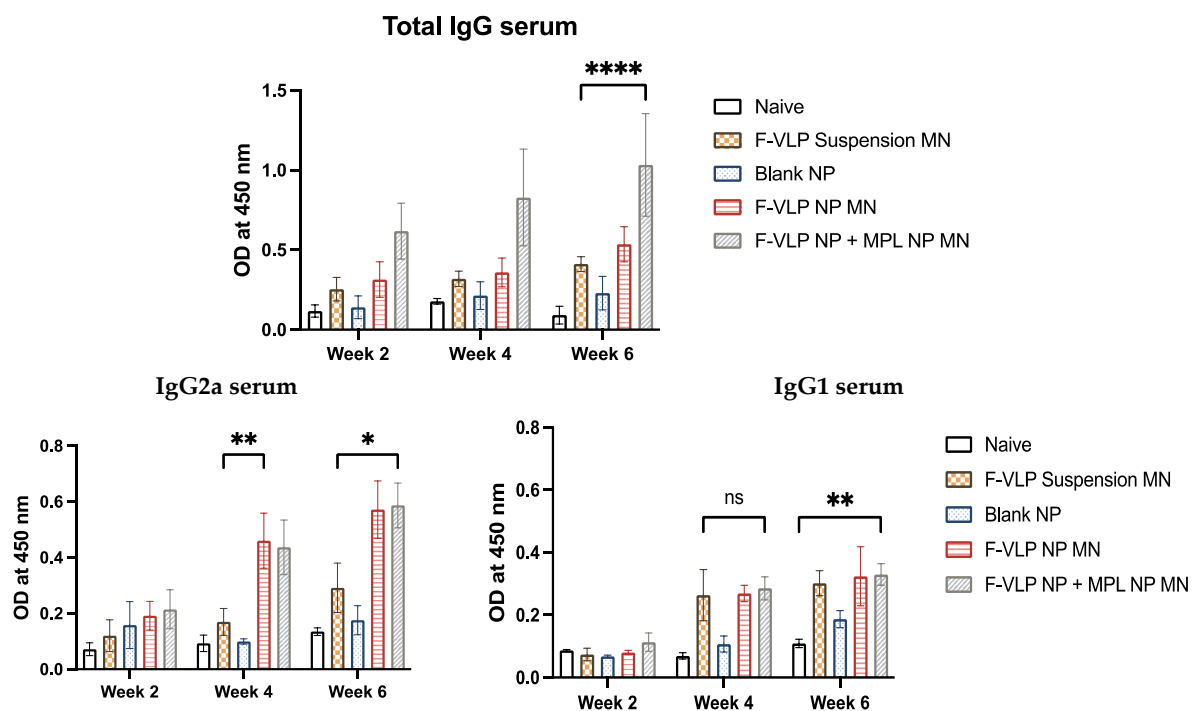 Total IgG serum
****
1.5
1.0
0.5
0.0
OD at 450 nm
Week 2
Week 4
Week 6
Naive
F-VLP Suspension MN
Blank NP
F-VLP NP MN
F-VLP NP + MPL NP MN
IgG2a serum
**
*
0.8
0.6
0.4
0.2
0.0
OD at 450 nm
Week 2
Week 4
Week 6
IgG1 serum
ns
**
0.8
0.6
0.4
0.2
0.0
OD at 450 nm
Week 2
Week 4
Week 6
Naive
F-VLP Suspension MN
Blank NP
F-VLP NP MN
F-VLP NP + MPL NP MN